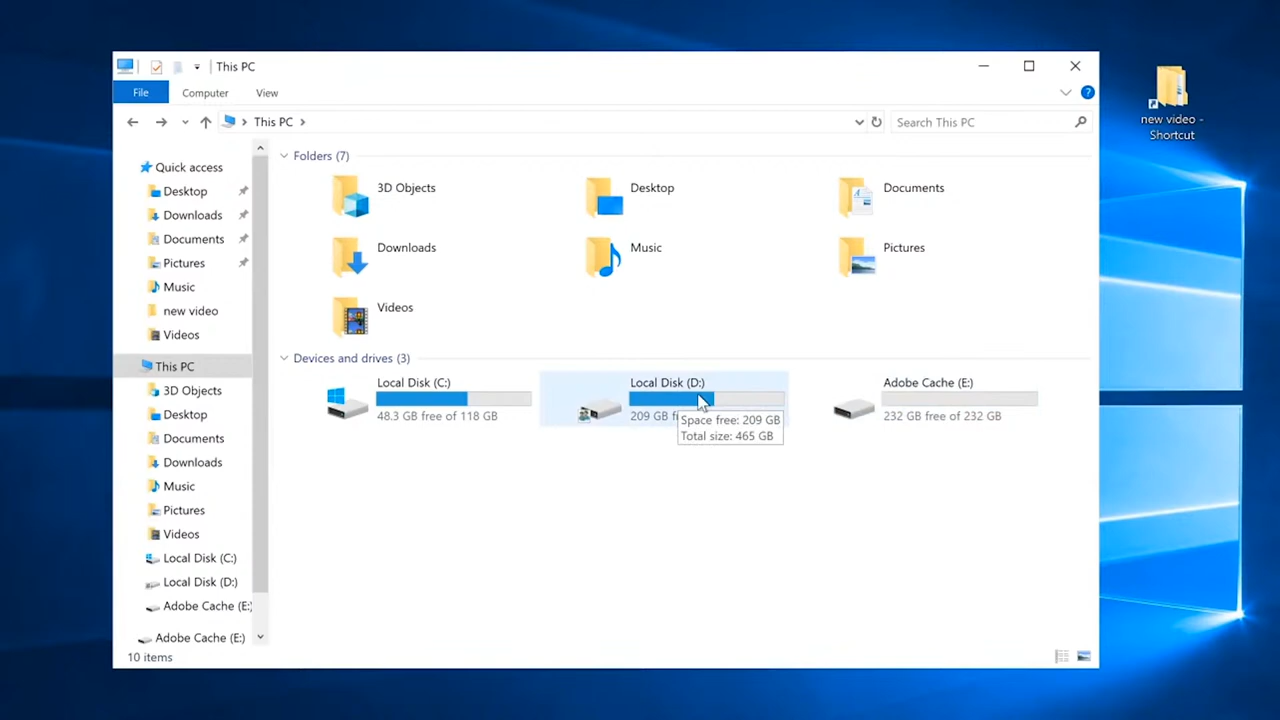 This PC
File
Computer
View
This PC
Search This PC
Quick access
Desktop
Downloads
Documents
Pictures
Music
new video
Videos
This PC
3D Objects
Desktop
Documents
Downloads
Music
Pictures
Videos
Local Disk (C:)
Local Disk (D:)
Adobe Cache (E:)
Adobe Cache (E:)
Folders (7)
3D Objects
Desktop
Documents
Downloads
Music
Pictures
Videos
Devices and drives (3)
Local Disk (C:)
48.3 GB free of 118 GB
Local Disk (D:)
209 GB
Space free: 209 GB
Total size: 465 GB
Adobe Cache (E:)
232 GB free of 232 GB
10 items
new video -
Shortcut